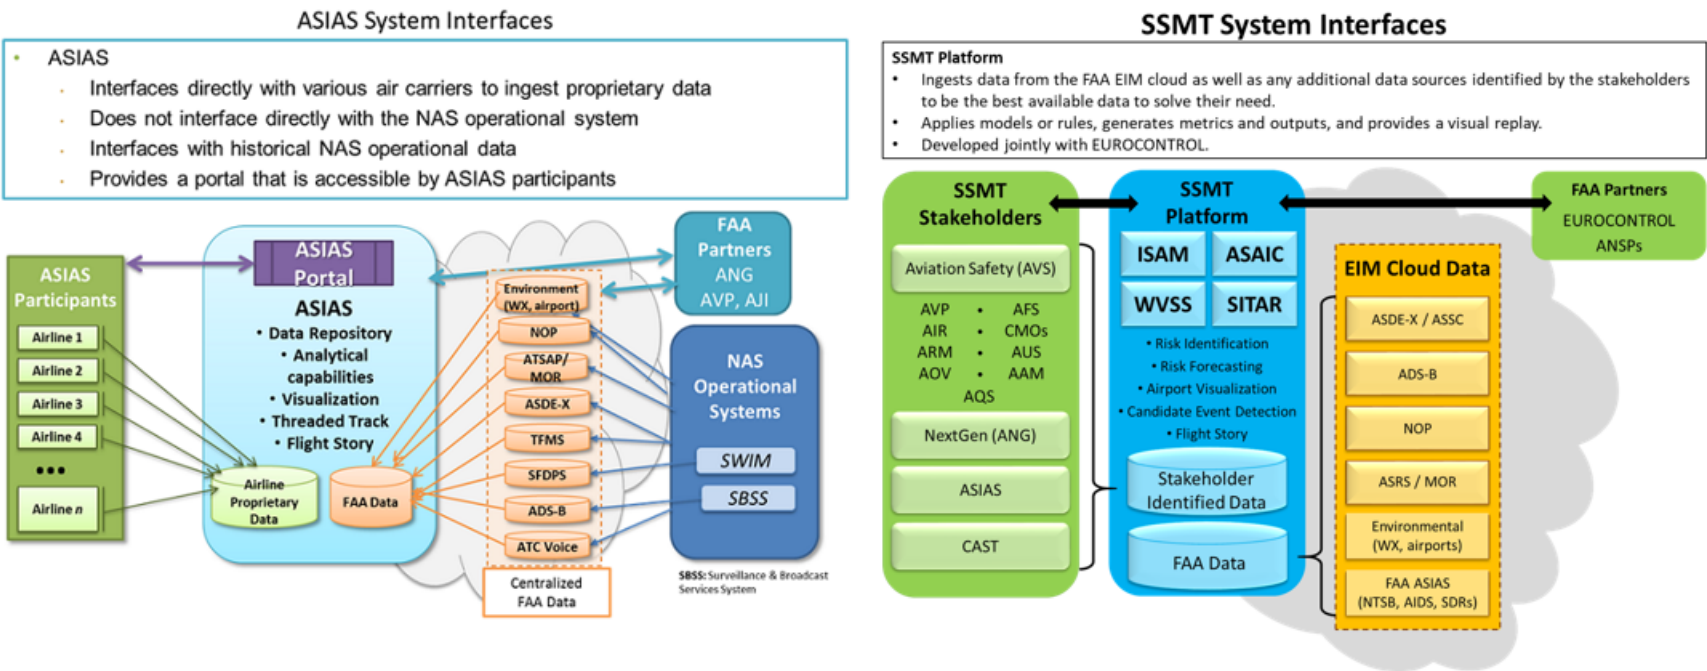 ASIAS System Interfaces
• ASIAS
Interfaces directly with various air carriers to ingest proprietary data
Does not interface directly with the NAS operational system
Interfaces with historical NAS operational data
Provides a portal that is accessible by ASIAS participants
ASIAS
Participants
Airline 1
Airline 2
Airline 3
Airline 4
•••
Airline n
ASIAS
Portal
ASIAS
• Data Repository
• Analytical
capabilities
• Visualization
• Threaded Track
• Flight Story
Airline
Proprietary
Data
FAA Data
Environment
(WX, airport)
NOP
ATSAP/
MOR
ASDE-X
TFMS
SFDPS
ADS-B
ATC Voice
Centralized
FAA Data
FAA
Partners
ANG
AVP, AJI
NAS
Operational
Systems
SWIM
SBSS
SBSS: Surveillance & Broadcast
Services System
SSMT System Interfaces
SSMT Platform
• Ingests data from the FAA EIM cloud as well as any additional data sources identified by the stakeholders
to be the best available data to solve their need.
• Applies models or rules, generates metrics and outputs, and provides a visual replay.
• Developed jointly with EUROCONTROL.
SSMT
Stakeholders
Aviation Safety (AVS)
AVP • AFS
AIR • CMOs
ARM • AUS
AOV • AAM
AQS
NextGen (ANG)
ASIAS
CAST
SSMT
Platform
ISAM ASAIC
WVSS SITAR
• Risk Identification
• Risk Forecasting
• Airport Visualization
• Candidate Event Detection
• Flight Story
Stakeholder
Identified Data
FAA Data
EIM Cloud Data
ASDE-X / ASSC
ADS-B
NOP
ASRS / MOR
Environmental
(WX, airports)
FAA ASIAS
(NTSB, AIDS, SDRs)
FAA Partners
EUROCONTROL
ANSPs